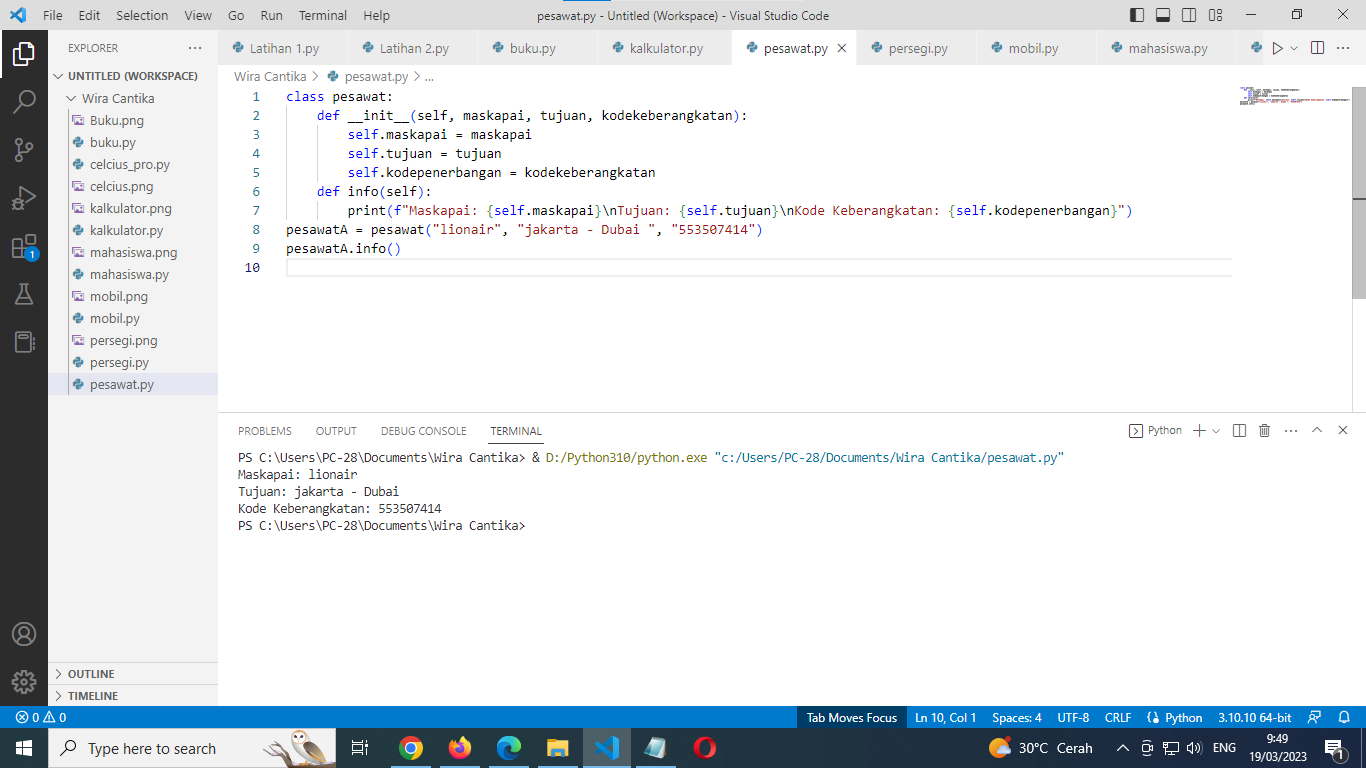 File Edit Selection View Go Run Terminal Help
pesawat.py - Untitled (Workspace) - Visual Studio Code
EXPLORER
UNTITLED (WORKSPACE)
Wira Cantika
Buku.png
buku.py
celcius_pro.py
celcius.png
kalkulator.png
kalkulator.py
mahasiswa.png
mahasiswa.py
mobil.png
mobil.py
persegi.png
persegi.py
pesawat.py
OUTLINE
TIMELINE
1
Latihan 1.py Latihan 2.py buku.py kalkulator.py pesawat.py persegi.py mobil.py mahasiswa.py
Wira Cantika > pesawat.py > ...
1 class pesawat:
2     def __init__(self, maskapai, tujuan, kodekeberangkatan):
3         self.maskapai = maskapai
4         self.tujuan = tujuan
5         self.kodepenerbangan = kodekeberangkatan
6     def info(self):
7         print(f"Maskapai: {self.maskapai}\nTujuan: {self.tujuan}\nKode Keberangkatan: {self.kodepenerbangan}")
8 pesawatA = pesawat("lionair", "jakarta - Dubai ", "553507414")
9 pesawatA.info()
10
PROBLEMS OUTPUT DEBUG CONSOLE TERMINAL
Python
PS C:\Users\PC-28\Documents\Wira Cantika> & D:/Python310/python.exe "c:/Users/PC-28/Documents/Wira Cantika/pesawat.py"
Maskapai: lionair
Tujuan: jakarta - Dubai
Kode Keberangkatan: 553507414
PS C:\Users\PC-28\Documents\Wira Cantika>
0 0
Tab Moves Focus Ln 10, Col 1 Spaces: 4 UTF-8 CRLF Python 3.10.10 64-bit
Type here to search
30°C Cerah
ENG
9:49
19/03/2023
1